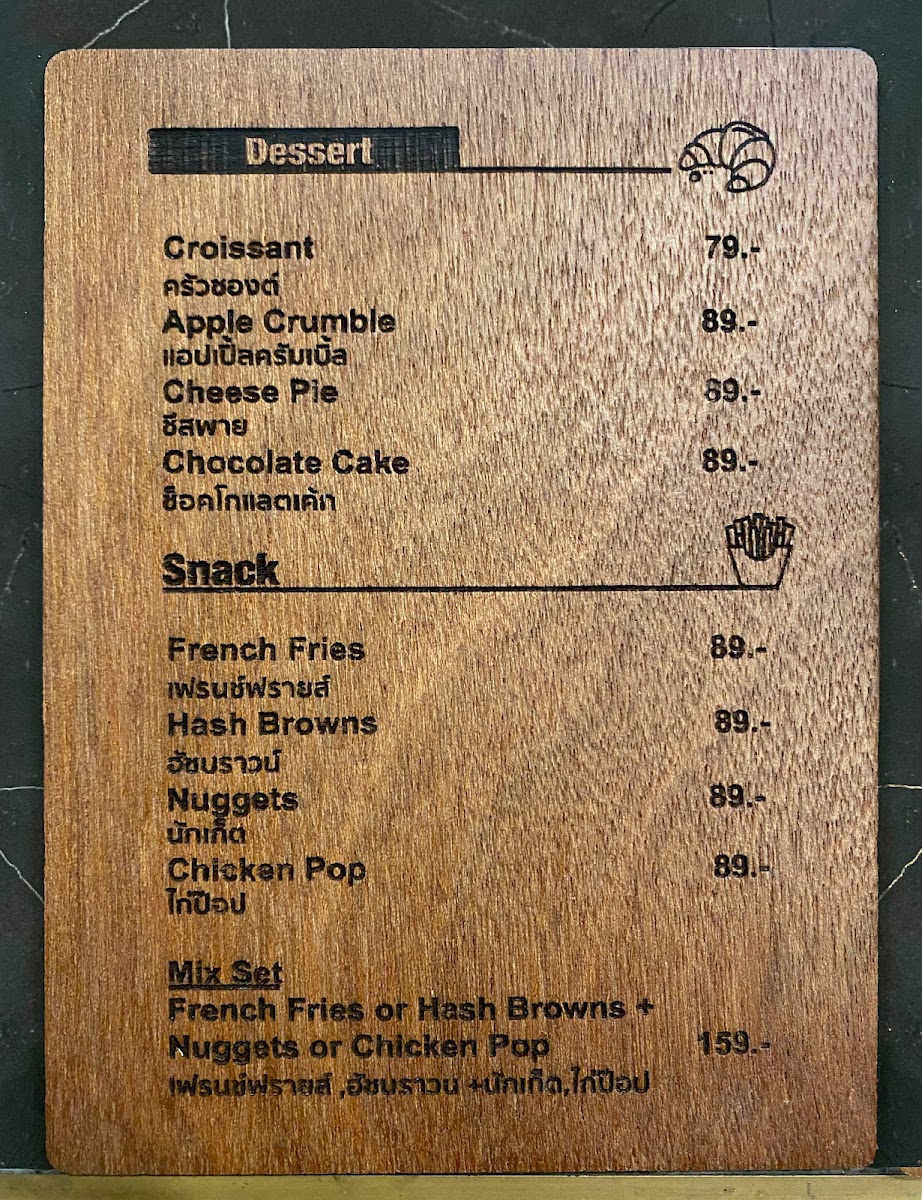 Dessert
Croissant 79.-
ครัวซองต์
Apple Crumble 89.-
แอปเปิ้ลครัมเบิ้ล
Cheese Pie 89.-
ชีสพาย
Chocolate Cake 89.-
ช็อคโกแลตเค้ก
Snack
French Fries 89.-
เฟรนช์ฟรายส์
Hash Browns 89.-
ฮัชบราวน์
Nuggets 89.-
นักเก็ต
Chicken Pop 89.-
ไก่ป๊อป
Mix Set
French Fries or Hash Browns +
Nuggets or Chicken Pop 159.-
เฟรนช์ฟรายส์ ,ฮัชบราวน +นักเก็ต,ไก่ป๊อป